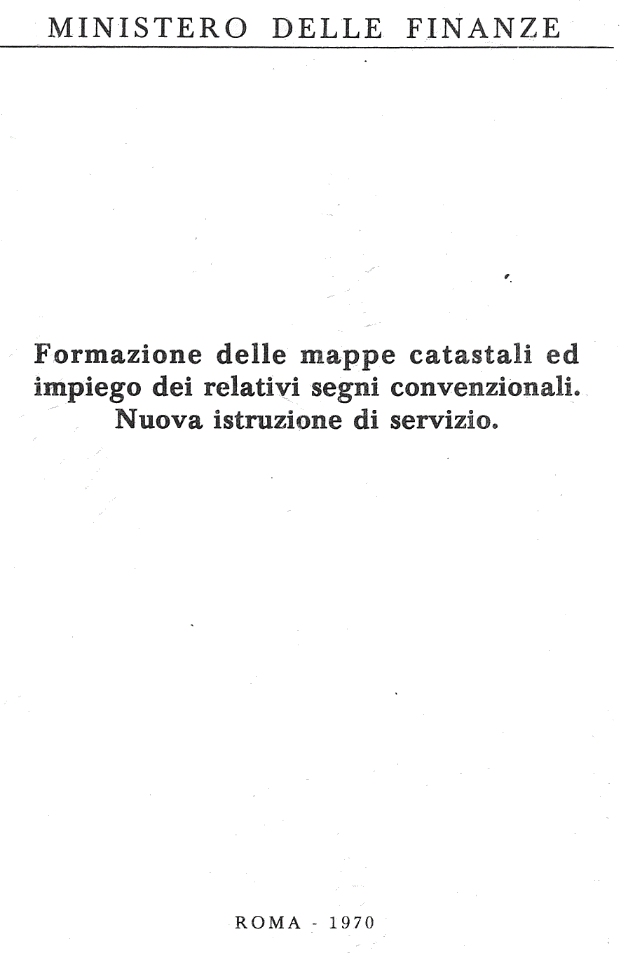 MINISTERO DELLE FINANZE
Formazione delle mappe catastali ed
impiego dei relativi segni convenzionali.
Nuova istruzione di servizio.
ROMA - 1970